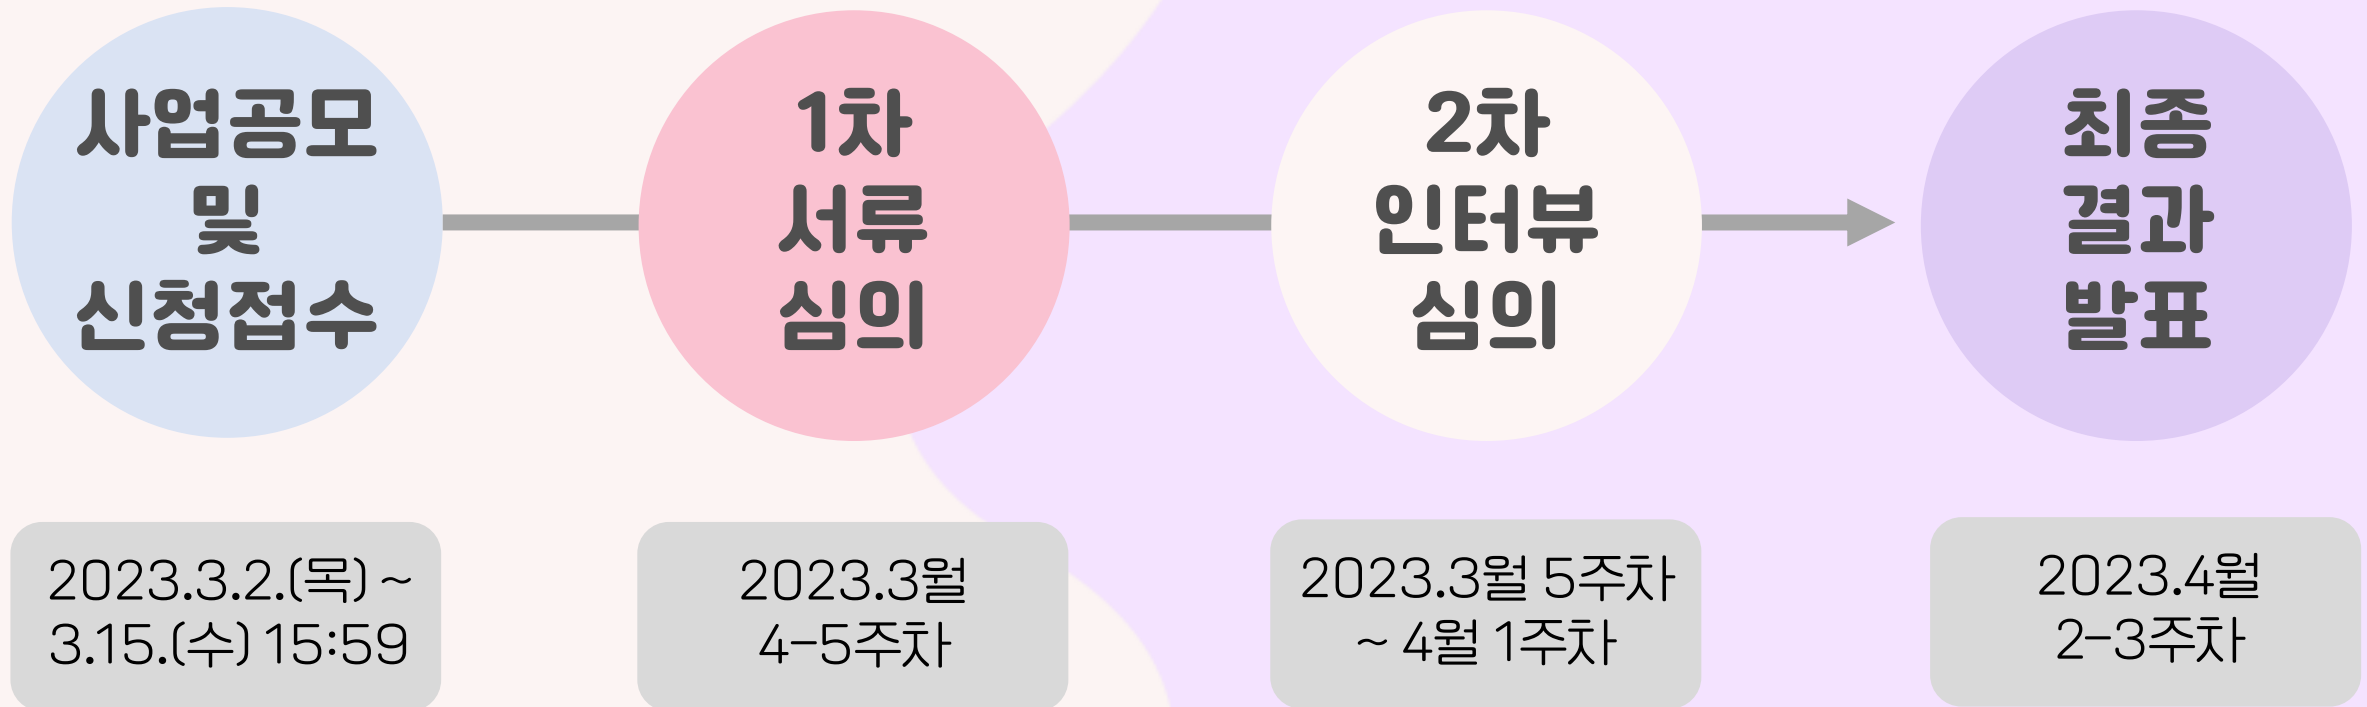 사업공모
및
신청접수
1차
서류
심의
2차
인터뷰
심의
최종
결과
발표
2023.3.2.(목) ~
3.15.(수) 15:59
2023.3월
4-5주차
2023.3월 5주차
~ 4월 1주차
2023.4월
2-3주차